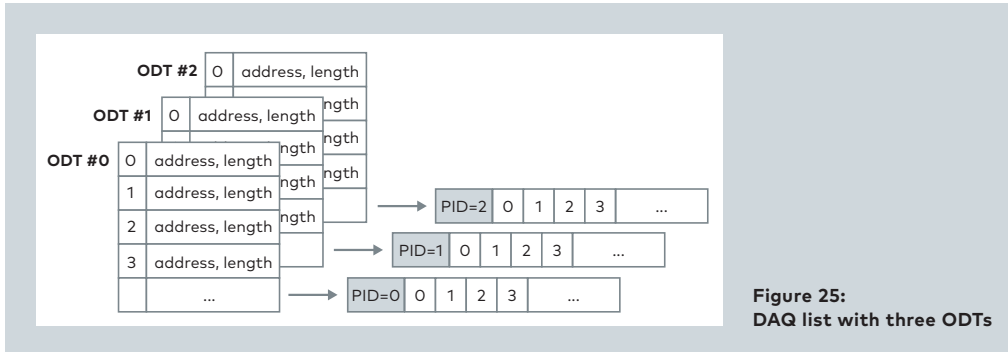 ODT #2 0 address, length
ngth
ODT #1 0 address, length
ngth
ODT #0 0 address, length
ngth
ngth
1 address, length
ngth
2 address, length
ngth
PID=2 0 1 2 3 ...
3 address, length
PID=1 0 1 2 3 ...
...
PID=0 0 1 2 3 ...
Figure 25:
DAQ list with three ODTs